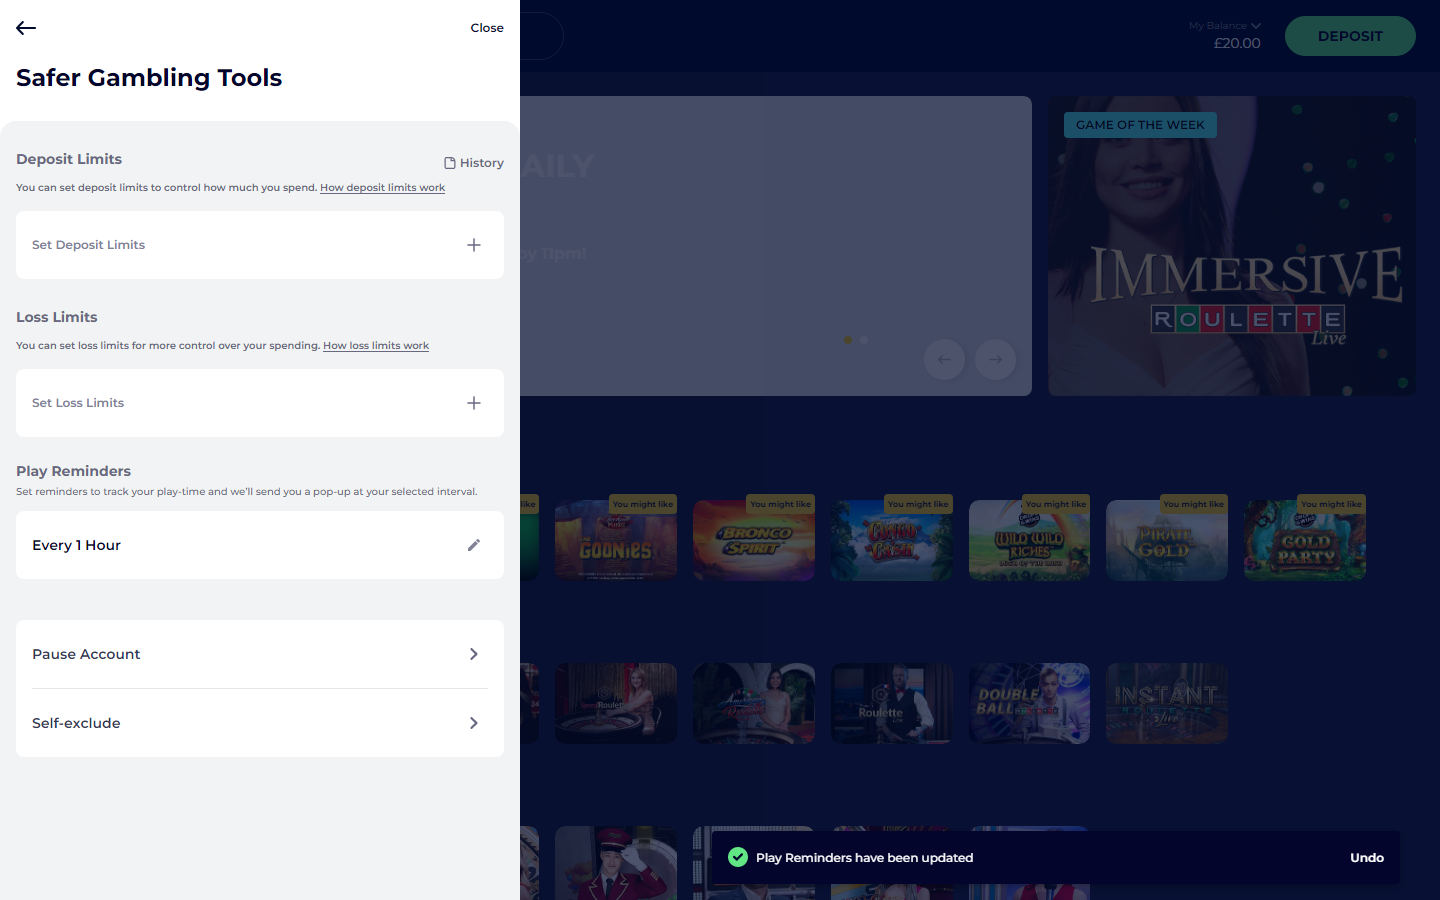 Close
Safer Gambling Tools
Deposit Limits
History
You can set deposit limits to control how much you spend. How deposit limits work
Set Deposit Limits
Loss Limits
You can set loss limits for more control over your spending. How loss limits work
Set Loss Limits
Play Reminders
Set reminders to track your play-time and we'll send you a pop-up at your selected interval.
Every 1 Hour
Pause Account
Self-exclude
My Balance
£20.00
DEPOSIT
AILY
by 11pm!
GAME OF THE WEEK
IMMERSIVE
ROULETTE
Live
like
You might like
You might like
You might like
You might like
You might like
You might like
GOONIES
BRONCO
SPIRIT
WILD WILD
RICHES
PIRATE
GOLD
GOLD
PARTY
Roulette
Roulette
DOUBLE
BALL
INSTANT
Play Reminders have been updated
Undo